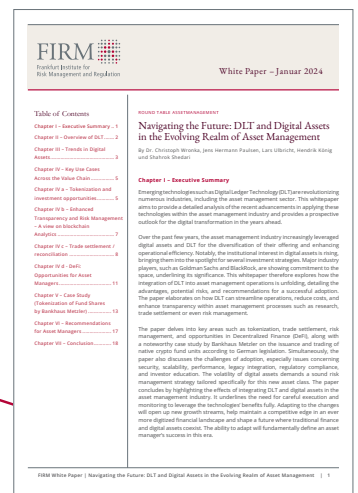 FIRM
Frankfurt Institute for
Risk Management and Regulation
White Paper – Januar 2024
Table of Contents
Chapter I – Executive Summary .. 1
Chapter II – Overview of DLT ..... 2
Chapter III – Trends in Digital
Assets ................................ 3
Chapter IV – Key Use Cases
Across the Value Chain ............. 5
Chapter IV a – Tokenization and
investment opportunities .......... 5
Chapter IV b – Enhanced
Transparency and Risk Management
– A view on blockchain
Analytics ............................ 7
Chapter IV c – Trade settlement /
reconciliation ...................... 8
Chapter IV d – DeFi:
Opportunities for Asset
Managers ........................... 11
Chapter V – Case Study
(Tokenization of Fund Shares
by Bankhaus Metzler) .............. 13
Chapter VI – Recommendations
for Asset Managers ................. 17
Chapter VII – Conclusion .......... 18
ROUND TABLE ASSETMANAGEMENT
Navigating the Future: DLT and Digital Assets
in the Evolving Realm of Asset Management
By Dr. Christoph Wronka, Jens Hermann Paulsen, Lars Olbricht, Hendrik König
und Shahrok Shedari
Chapter I – Executive Summary
Emerging technologies such as Digital Ledger Technology (DLT) are revolutionizing
numerous industries, including the asset management sector. This whitepaper
aims to provide a detailed analysis of the recent advancements in applying these
technologies within the asset management industry and provides a prospective
outlook for the digital transformation in the years ahead.
Over the past few years, the asset management industry increasingly leveraged
digital assets and DLT for the diversification of their offering and enhancing
operational efficiency. Notably, the institutional interest in digital assets is rising,
bringing them into the spotlight for several investment strategies. Major industry
players, such as Goldman Sachs and BlackRock, are showing commitment to the
space, underlining its significance. This whitepaper therefore explores how the
integration of DLT into asset management operations is unfolding, detailing the
advantages, potential risks, and recommendations for a successful adoption.
The paper elaborates on how DLT can streamline operations, reduce costs, and
enhance transparency within asset management processes such as research,
trade settlement or even risk management.
The paper delves into key areas such as tokenization, trade settlement, risk
management, and opportunities in Decentralized Finance (DeFi), along with
a noteworthy case study by Bankhaus Metzler on the issuance and trading of
native crypto fund units according to German legislation. Simultaneously, the
paper also discusses the challenges of adoption, especially issues concerning
security, scalability, performance, legacy integration, regulatory compliance,
and investor education. The volatility of digital assets demands a sound risk
management strategy tailored specifically for this new asset class. The paper
concludes by highlighting the effects of integrating DLT and digital assets in the
asset management industry. It underlines the need for careful execution and
monitoring to leverage the technologies' benefits fully. Adapting to the changes
will open up new growth streams, help maintain a competitive edge in an ever
more digitized financial landscape and shape a future where traditional finance
and digital assets coexist. The ability to adapt will fundamentally define an asset
manager's success in this era.
FIRM White Paper | Navigating the Future: DLT and Digital Assets in the Evolving Realm of Asset Management | 1